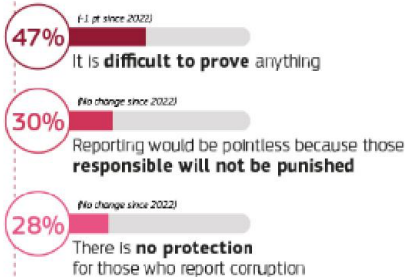 (-1 pt since 2022)
47%
It is difficult to prove anything
(No change since 2022)
30%
Reporting would be pointless because those
responsible will not be punished
(No change since 2022)
28%
There is no protection
for those who report corruption